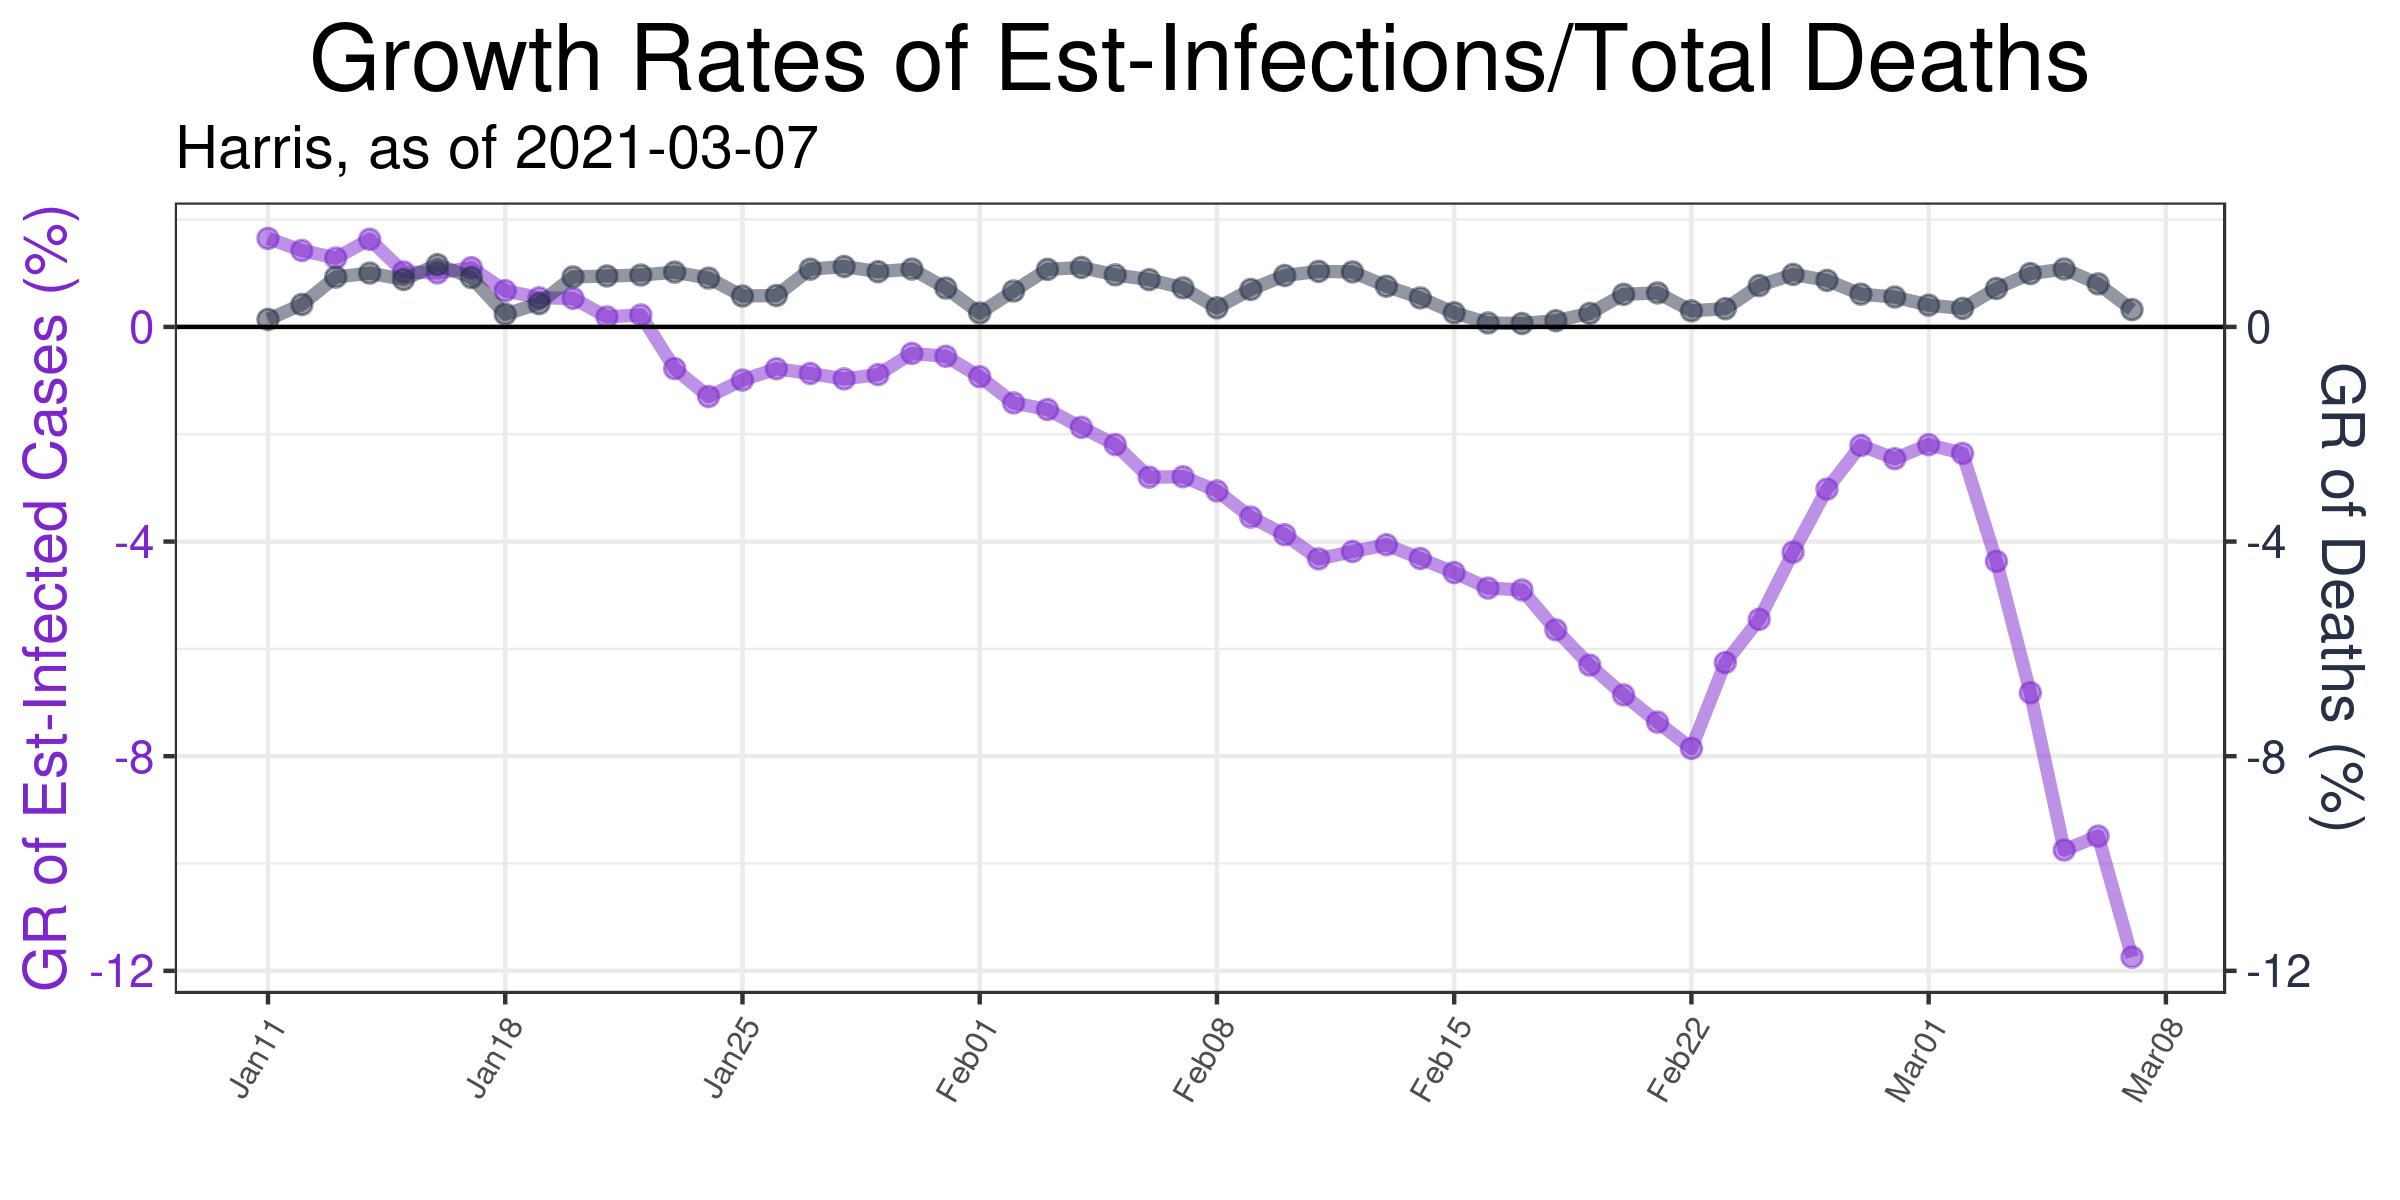 Growth Rates of Est-Infections/Total Deaths
Harris, as of 2021-03-07
GR of Est-Infected Cases (%)
0
-4
-8
-12
0
-4
-8
-12
GR of Deaths (%)
Jan11
Jan18
Jan25
Feb01
Feb08
Feb15
Feb22
Mar01
Mar08